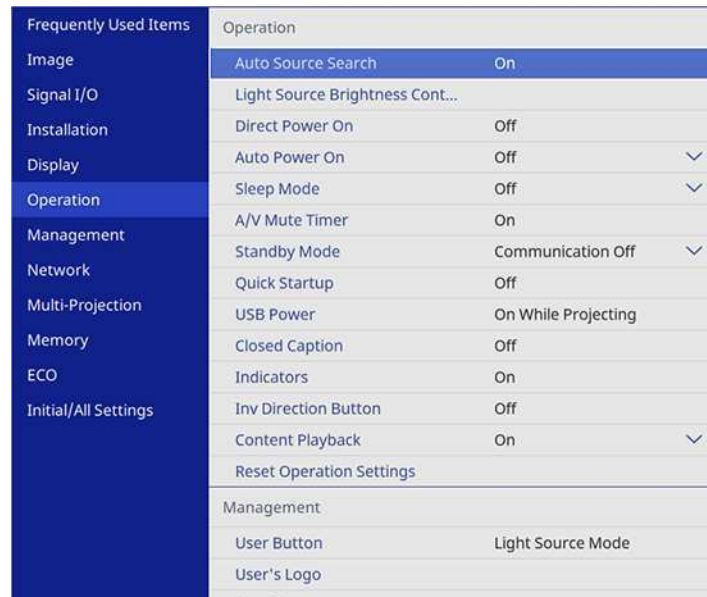 Frequently Used Items
Image
Signal I/O
Installation
Display
Operation
Management
Network
Multi-Projection
Memory
ECO
Initial/All Settings
Operation
Auto Source Search On
Light Source Brightness Cont...
Direct Power On Off
Auto Power On Off
Sleep Mode Off
A/V Mute Timer On
Standby Mode Communication Off
Quick Startup Off
USB Power On While Projecting
Closed Caption Off
Indicators On
Inv Direction Button Off
Content Playback On
Reset Operation Settings
Management
User Button Light Source Mode
User's Logo